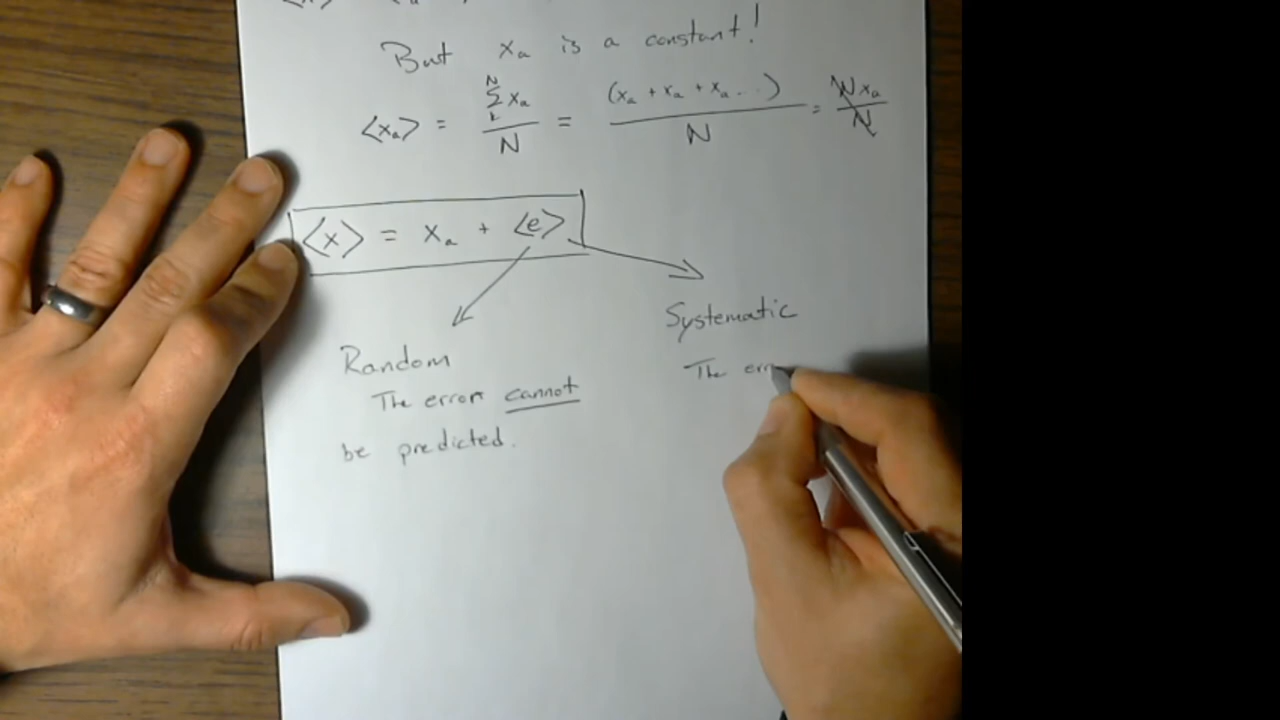 But xₐ is a constant!
⟨xₐ⟩ = Σᴺ₁ xₐ / N = (xₐ + xₐ + xₐ ...) / N = N xₐ / N
⟨x⟩ = xₐ + ⟨e⟩
Random
The error cannot
be predicted.
Systematic
The err